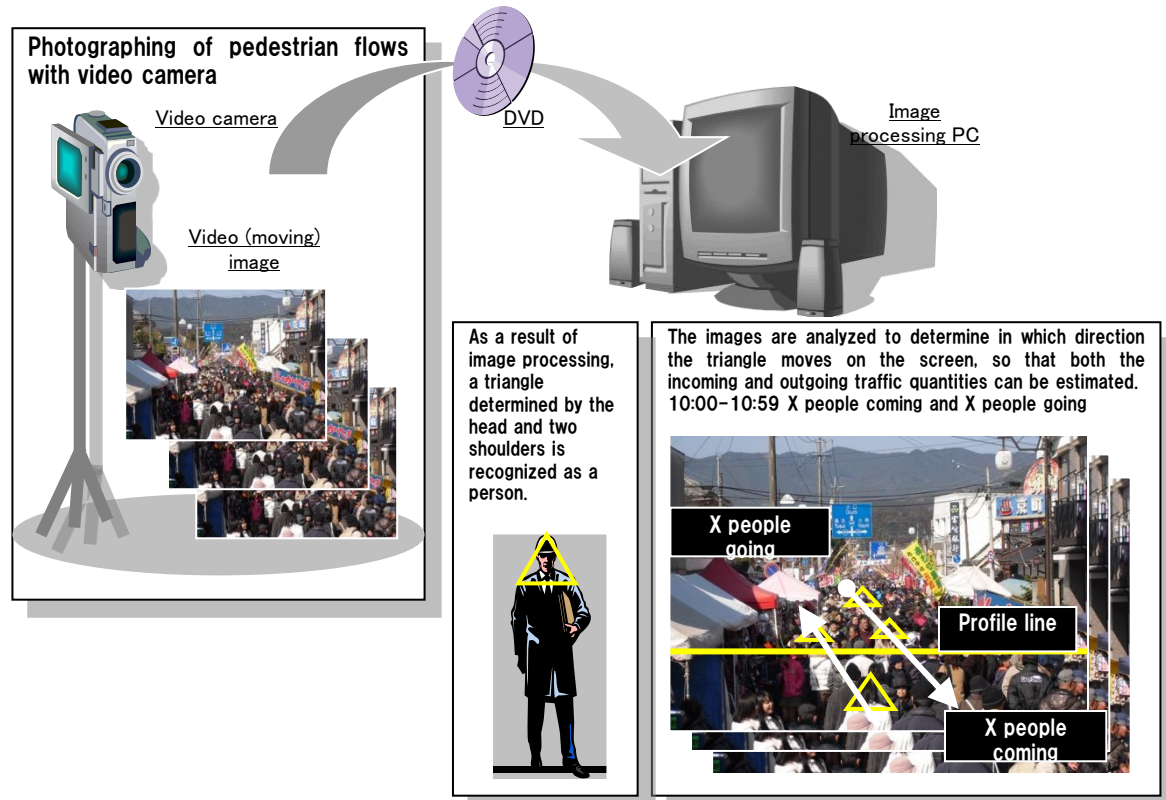 Photographing of pedestrian flows
with video camera
Video camera
DVD
Image
processing PC
Video (moving)
image
As a result of
image processing,
a triangle
determined by the
head and two
shoulders is
recognized as a
person.
The images are analyzed to determine in which direction
the triangle moves on the screen, so that both the
incoming and outgoing traffic quantities can be estimated.
10:00-10:59 X people coming and X people going
X people
going
Profile line
X people
coming